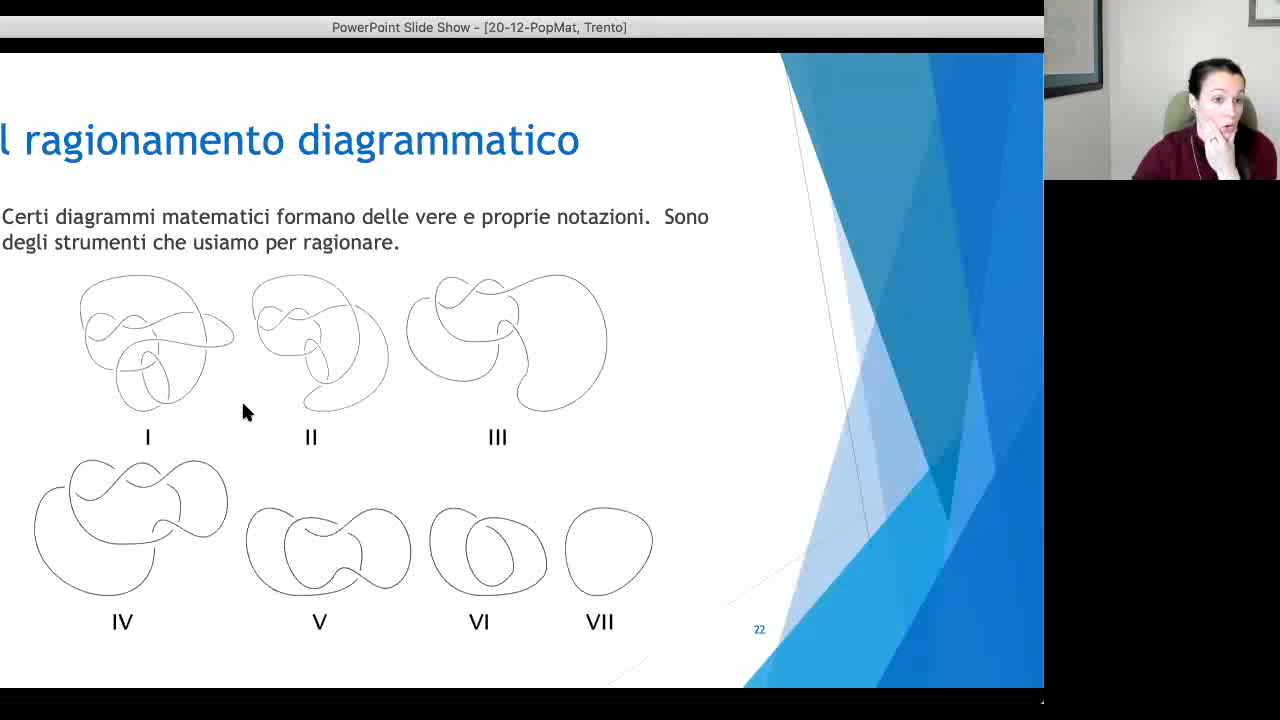 PowerPoint Slide Show - [20-12-PopMat, Trento]
l ragionamento diagrammatico
Certi diagrammi matematici formano delle vere e proprie notazioni. Sono
degli strumenti che usiamo per ragionare.
I II III
IV V VI VII
22